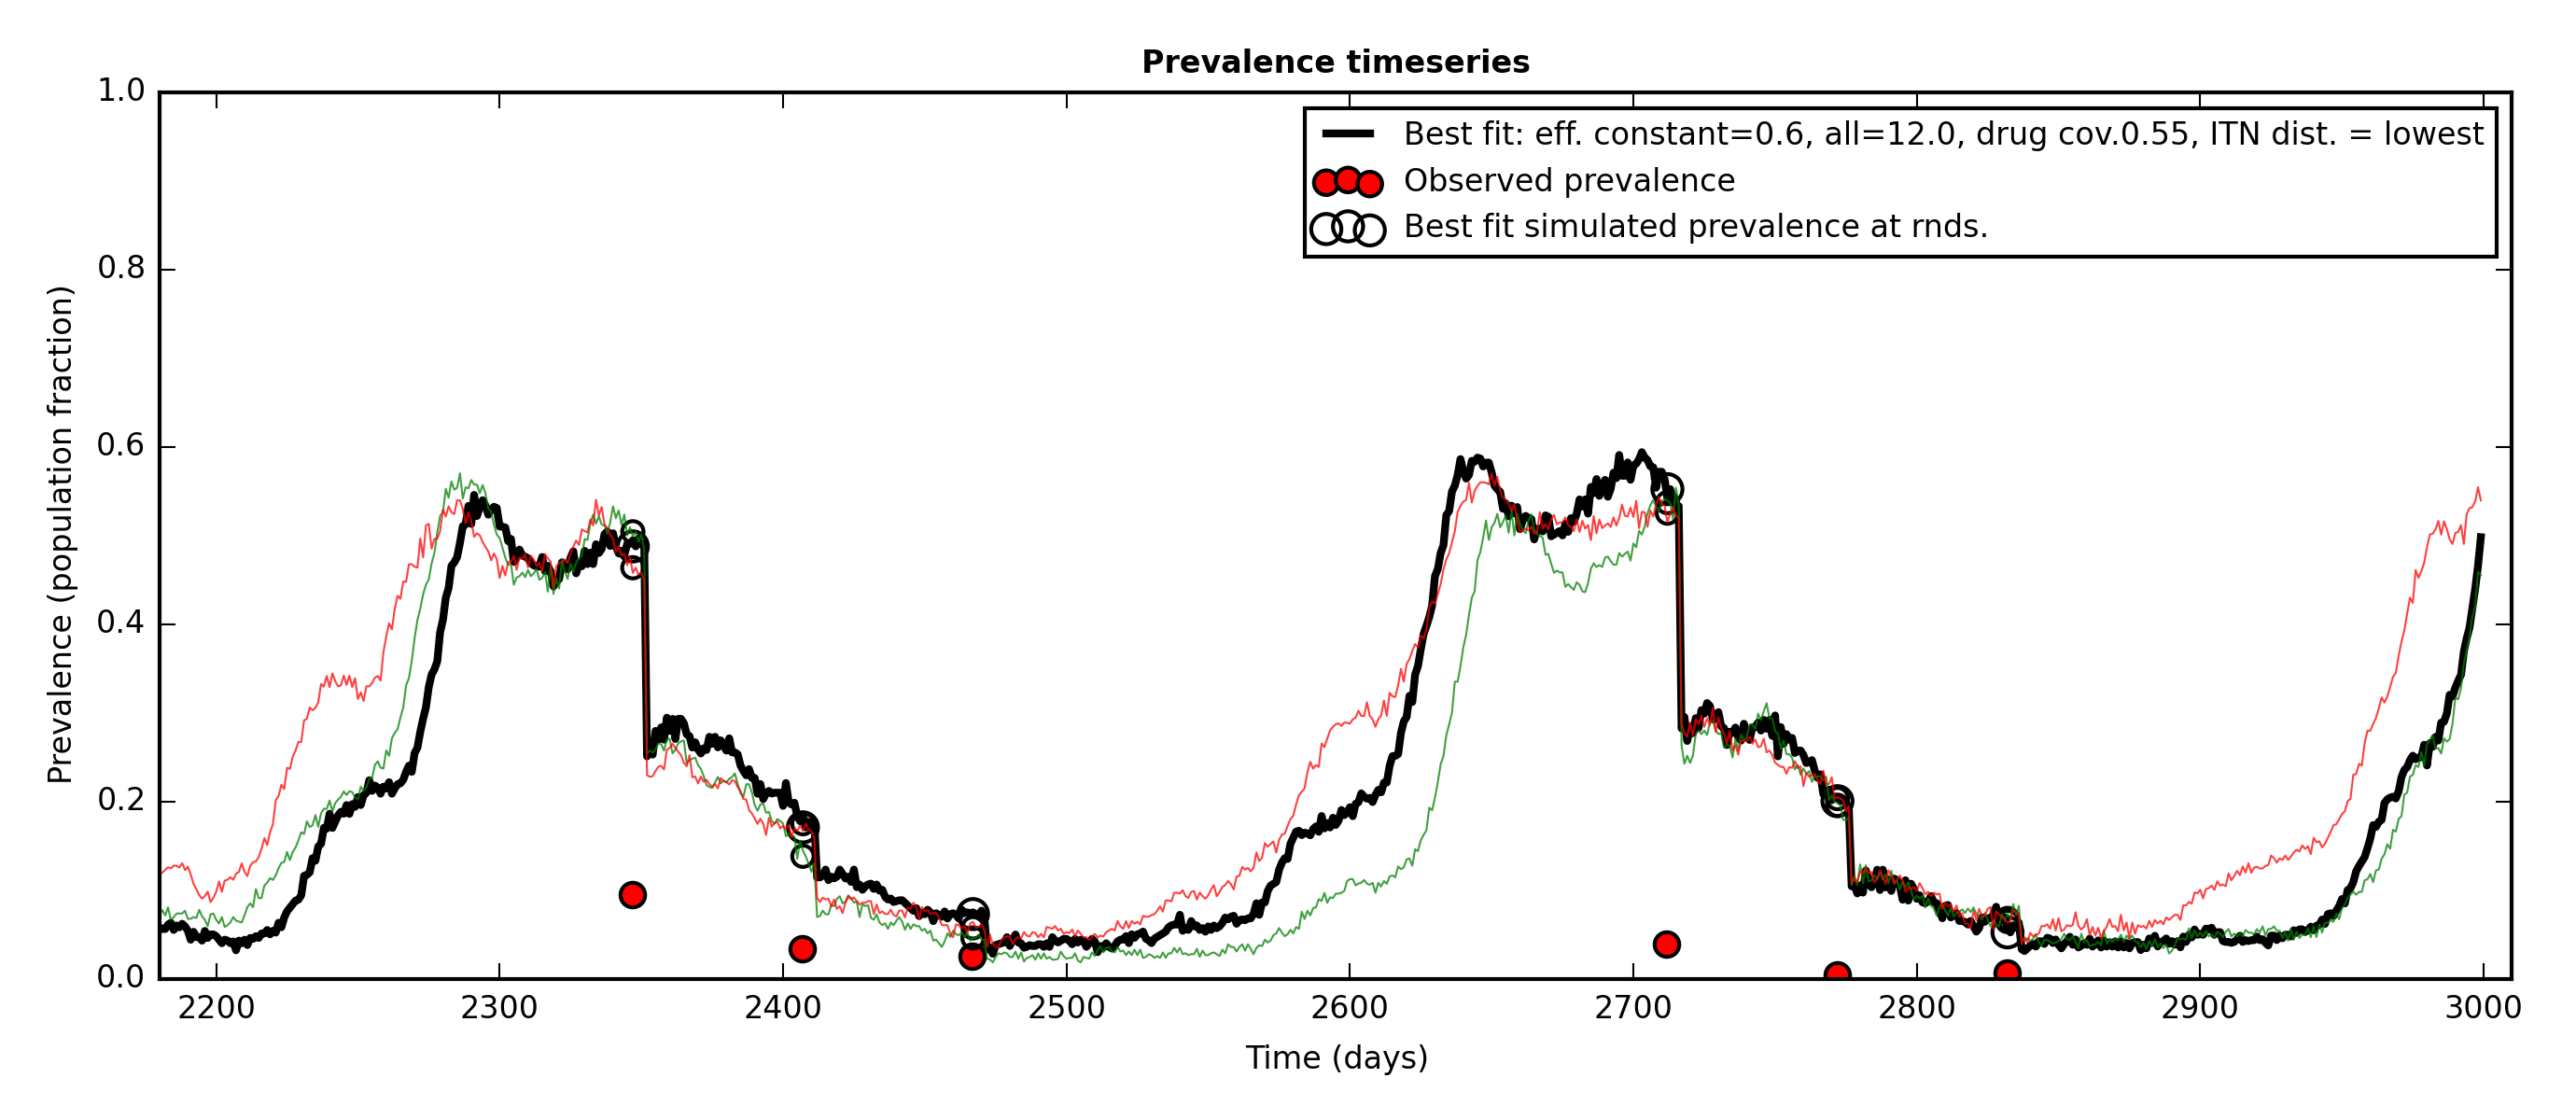 Prevalence timeseries
1.0
0.8
0.6
0.4
0.2
0.0
Prevalence (population fraction)
Best fit: eff. constant=0.6, all=12.0, drug cov.0.55, ITN dist. = lowest
Observed prevalence
Best fit simulated prevalence at rnds.
2200 2300 2400 2500 2600 2700 2800 2900 3000
Time (days)